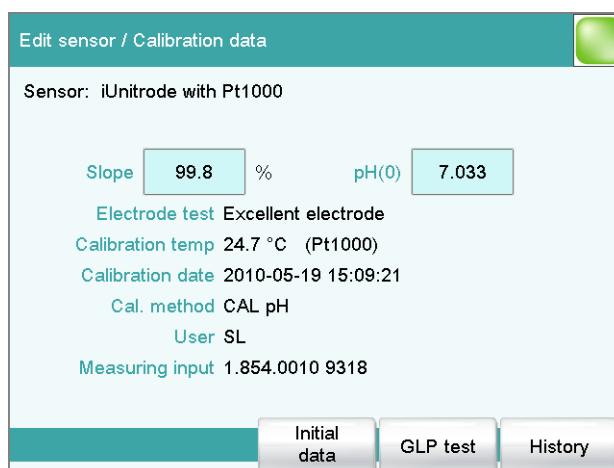 Edit sensor / Calibration data
Sensor: iUnitrode with Pt1000
Slope 99.8 % pH(0) 7.033
Electrode test Excellent electrode
Calibration temp 24.7 °C (Pt1000)
Calibration date 2010-05-19 15:09:21
Cal. method CAL pH
User SL
Measuring input 1.854.0010 9318
Initial
data
GLP test
History